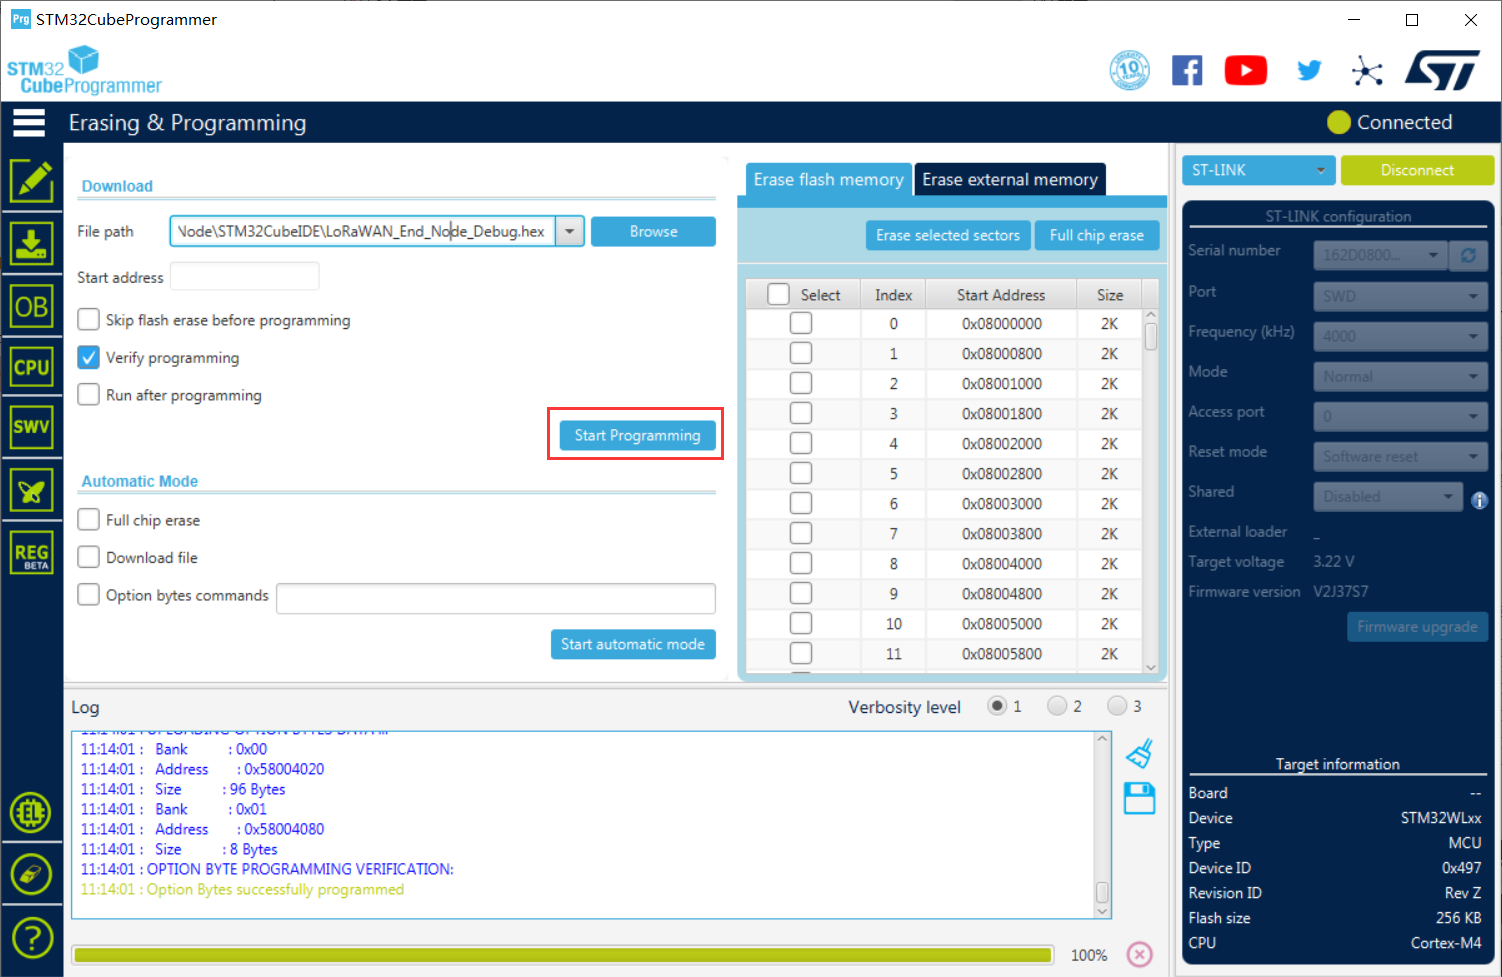 Prg STM32CubeProgrammer
STM32
CubeProgrammer
10
Erasing & Programming
Connected
Download
File path
Node\STM32CubeIDE\LoRaWAN_End_Node_Debug.hex
Browse
Start address
Skip flash erase before programming
Verify programming
Run after programming
Start Programming
Automatic Mode
Full chip erase
Download file
Option bytes commands
Start automatic mode
OB
CPU
SWV
REG
BETA
Erase flash memory
Erase external memory
Erase selected sectors
Full chip erase
Select Index Start Address Size
0 0x08000000 2K
1 0x08000800 2K
2 0x08001000 2K
3 0x08001800 2K
4 0x08002000 2K
5 0x08002800 2K
6 0x08003000 2K
7 0x08003800 2K
8 0x08004000 2K
9 0x08004800 2K
10 0x08005000 2K
11 0x08005800 2K
ST-LINK
Disconnect
ST-LINK configuration
Serial number 162D0800...
Port SWD
Frequency (kHz) 4000
Mode Normal
Access port 0
Reset mode Software reset
Shared Disabled
External loader _
Target voltage 3.22 V
Firmware version V2J37S7
Firmware upgrade
Log
Verbosity level 1 2 3
11:14:01 : UPLOADING OPTION BYTES DATA ...
11:14:01 : Bank : 0x00
11:14:01 : Address : 0x58004020
11:14:01 : Size : 96 Bytes
11:14:01 : Bank : 0x01
11:14:01 : Address : 0x58004080
11:14:01 : Size : 8 Bytes
11:14:01 : OPTION BYTE PROGRAMMING VERIFICATION:
11:14:01 : Option Bytes successfully programmed
100%
Target information
Board --
Device STM32WLxx
Type MCU
Device ID 0x497
Revision ID Rev Z
Flash size 256 KB
CPU Cortex-M4